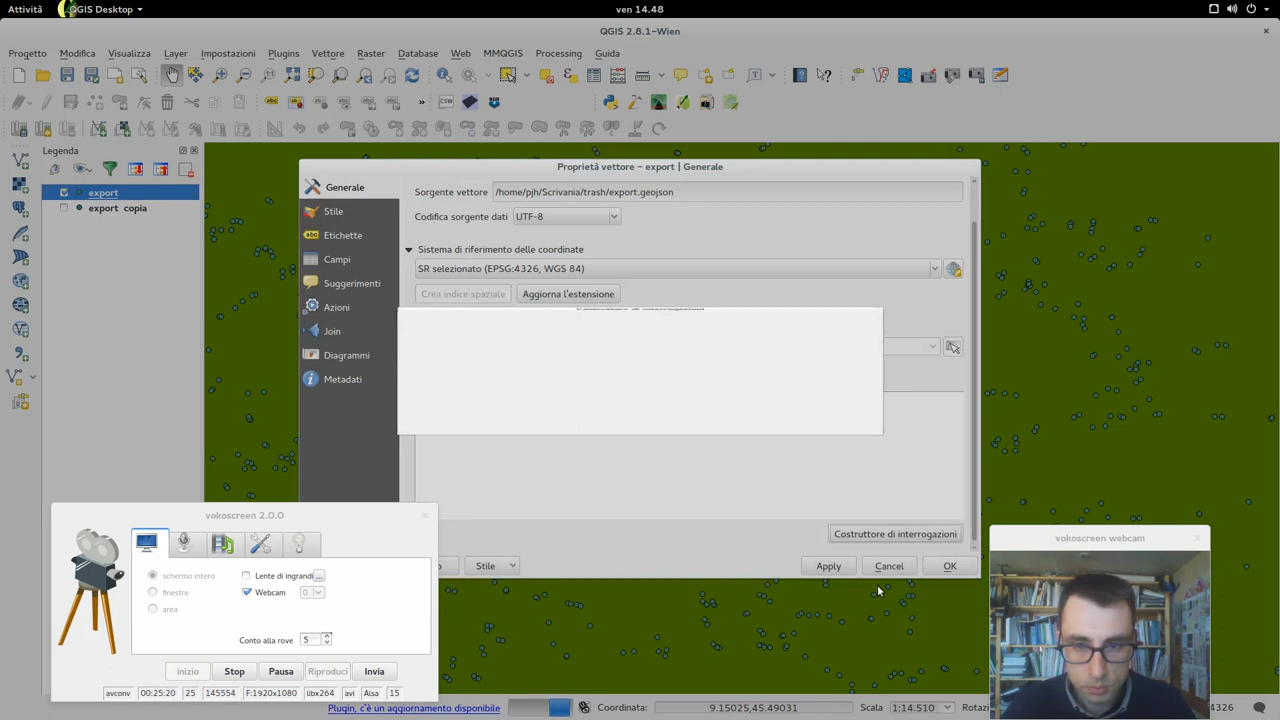 Attività
QGIS Desktop
ven 14.48
QGIS 2.8.1-Wien
Progetto Modifica Visualizza Layer Impostazioni Plugins Vettore Raster Database Web MMQGIS Processing Guida
Legenda
export
export copia
Proprietà vettore – export | Generale
Generale
Stile
Etichette
Campi
Suggerimenti
Azioni
Join
Diagrammi
Metadati
Sorgente vettore /home/pjh/Scrivania/trash/export.geojson
Codifica sorgente dati UTF-8
Sistema di riferimento delle coordinate
SR selezionato (EPSG:4326, WGS 84)
Crea indice spaziale Aggiorna l'estensione
Costruttore di interrogazioni
Stile
Apply Cancel OK
vokoscreen 2.0.0
schermo intero
finestre
area
Lente di ingrandi ...
Webcam 0
Conto alla rove 5
inizio Stop Pausa Riproduci Invia
avconv 00:25:20 25 145554 F:1920x1080 libx264 avi Alsa 15
vokoscreen webcam
Plugin, c'è un aggiornamento disponibile
Coordinata: 9.15025,45.49031
Scala 1:14.510
Rotazi
4326